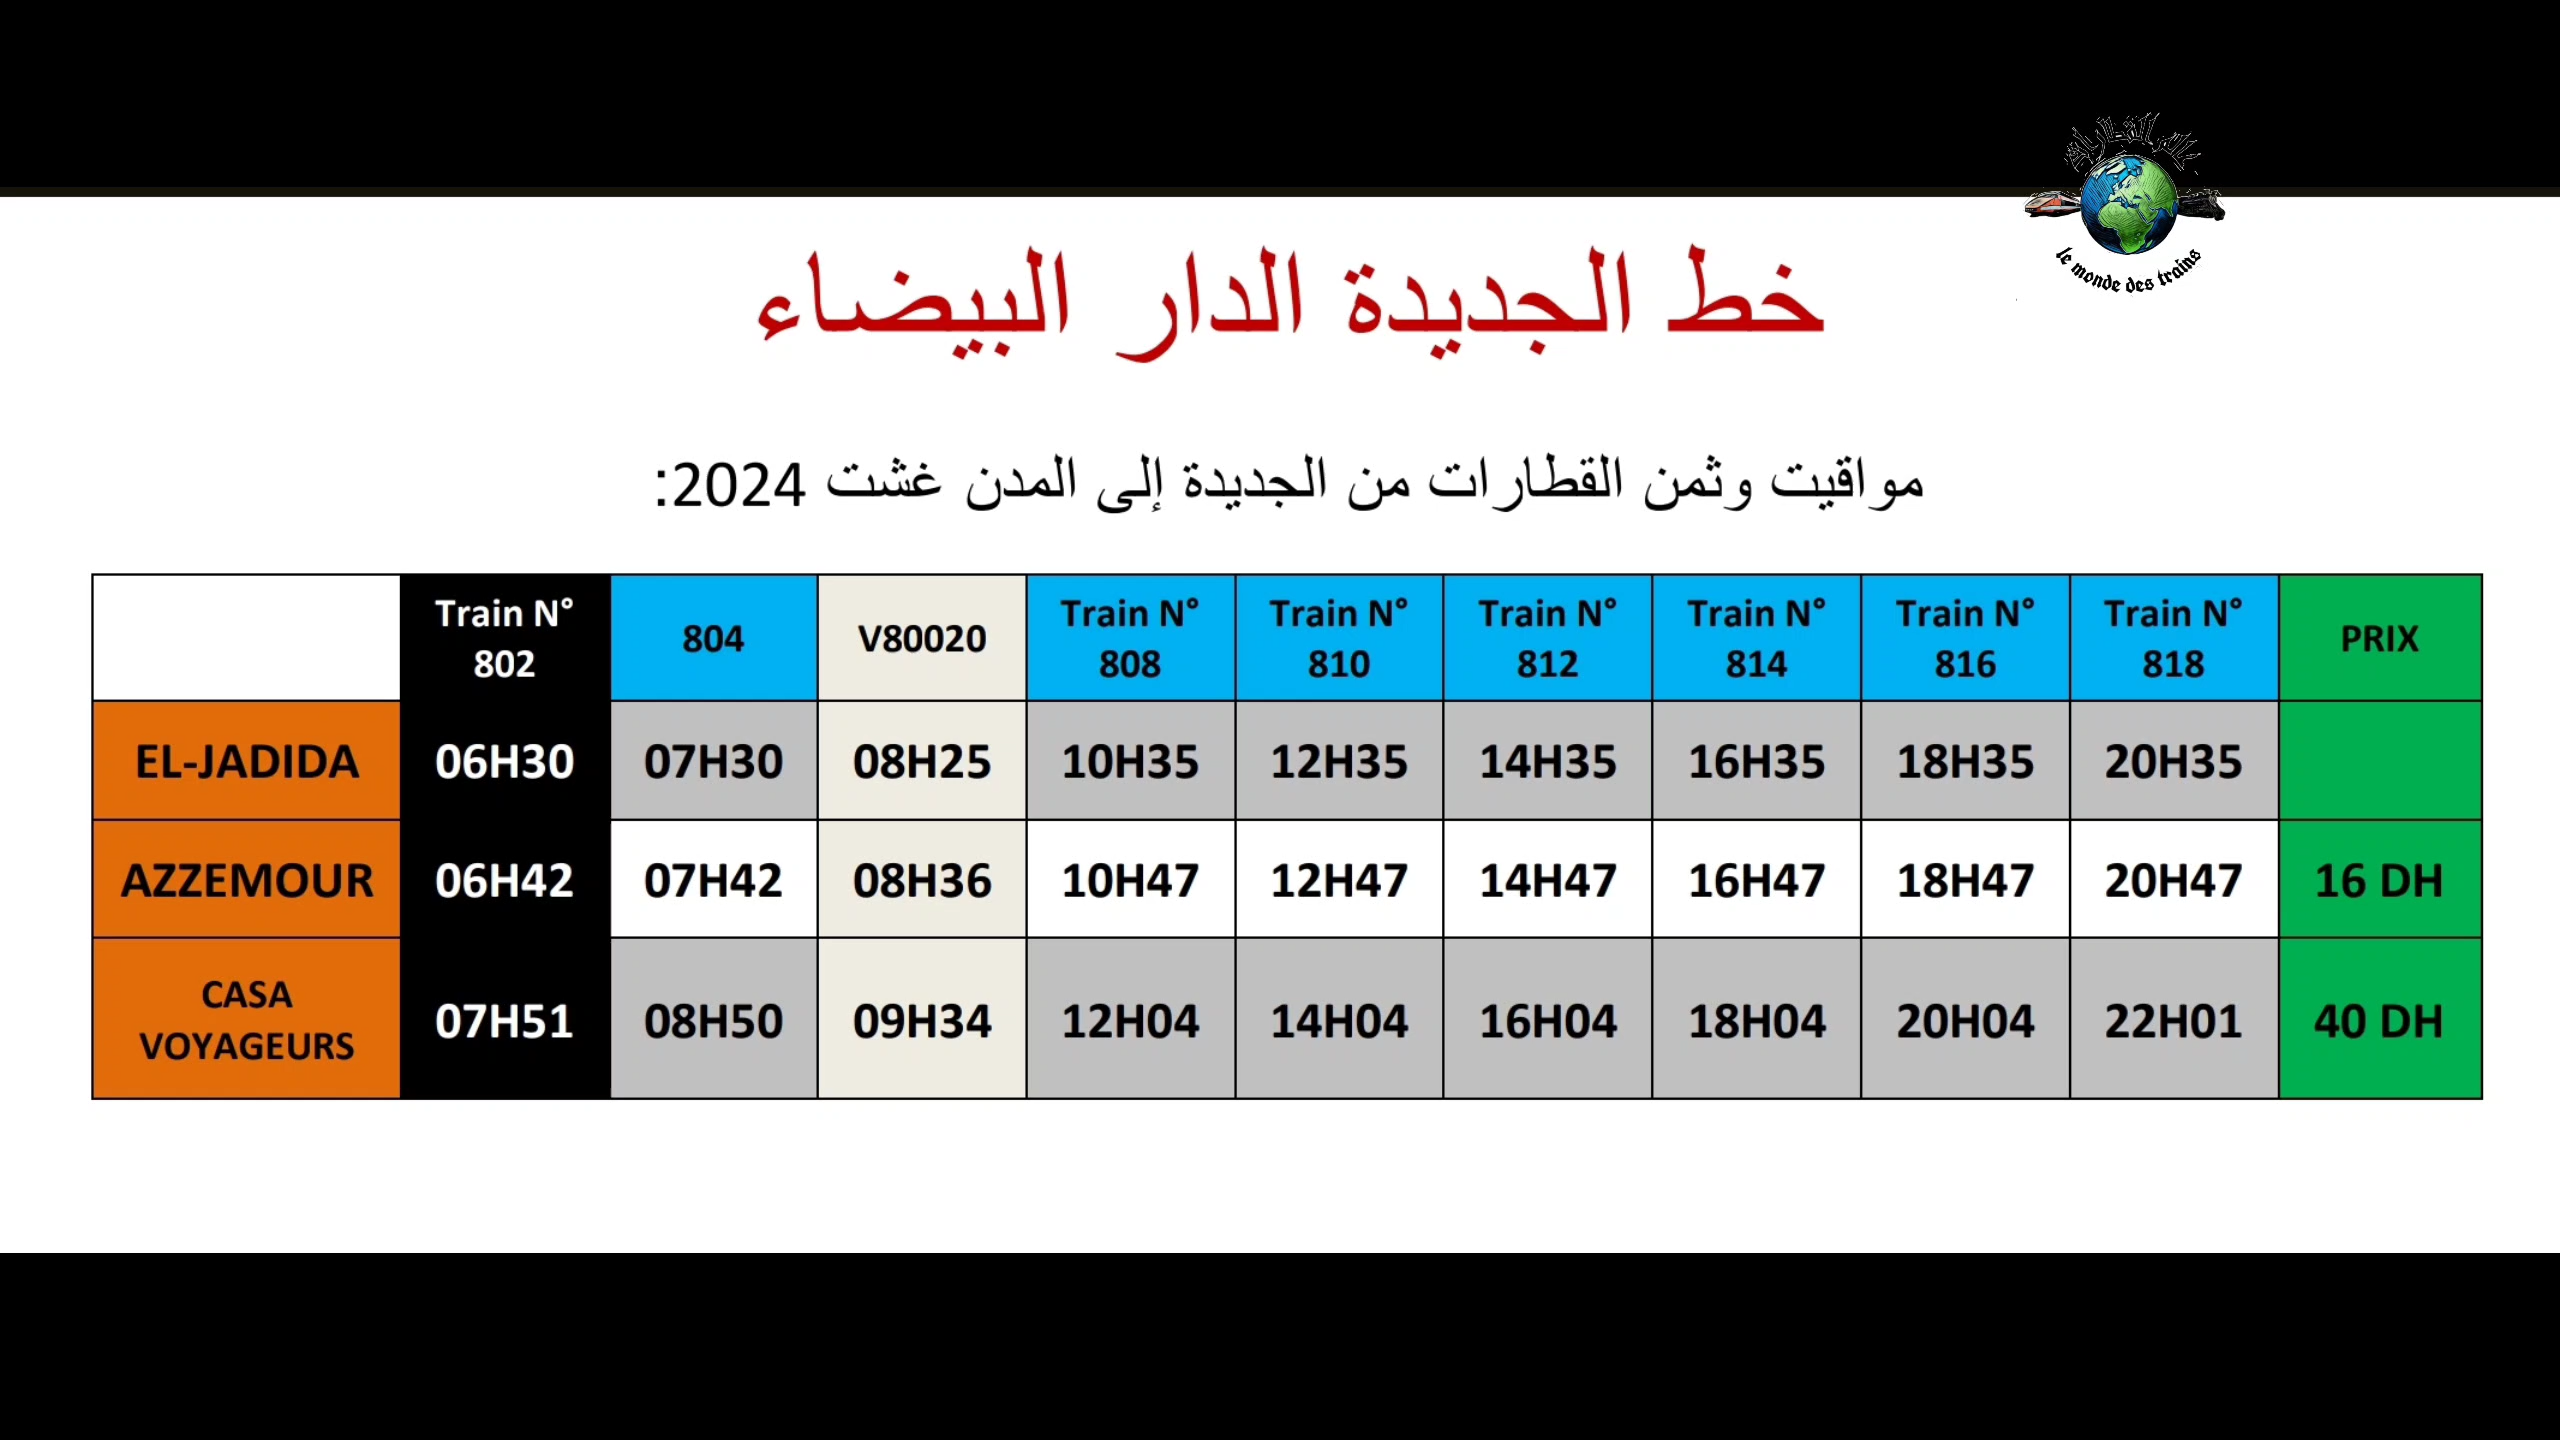 عالم القطارات
le monde des trains
خط الجديدة الدار البيضاء
مواقيت وثمن القطارات من الجديدة إلى المدن غشت 2024:
Train N° 802 804 V80020 Train N° 808 Train N° 810 Train N° 812 Train N° 814 Train N° 816 Train N° 818 PRIX
EL-JADIDA 06H30 07H30 08H25 10H35 12H35 14H35 16H35 18H35 20H35
AZZEMOUR 06H42 07H42 08H36 10H47 12H47 14H47 16H47 18H47 20H47 16 DH
CASA VOYAGEURS 07H51 08H50 09H34 12H04 14H04 16H04 18H04 20H04 22H01 40 DH